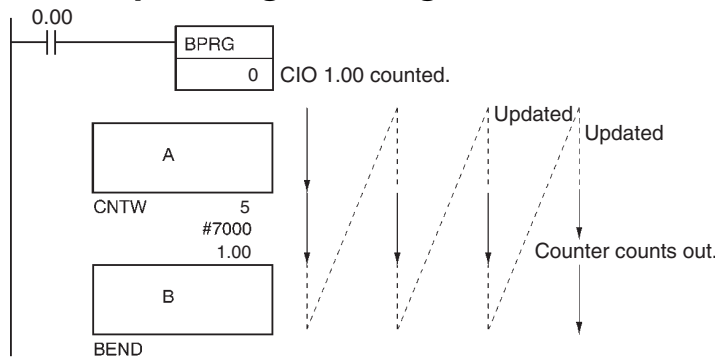 0.00
BPRG
0 CIO 1.00 counted.
Updated
Updated
A
CNTW 5
#7000
1.00
Counter counts out.
B
BEND